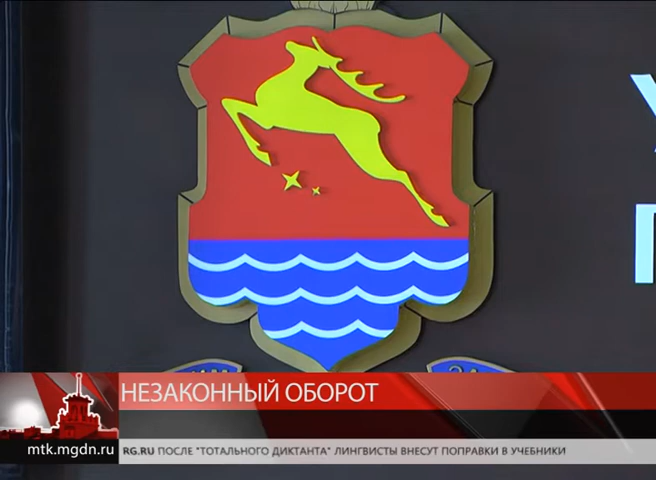 НЕЗАКОННЫЙ ОБОРОТ
mtk.mgdn.ru
RG.RU ПОСЛЕ "ТОТАЛЬНОГО ДИКТАНТА" ЛИНГВИСТЫ ВНЕСУТ ПОПРАВКИ В УЧЕБНИКИ